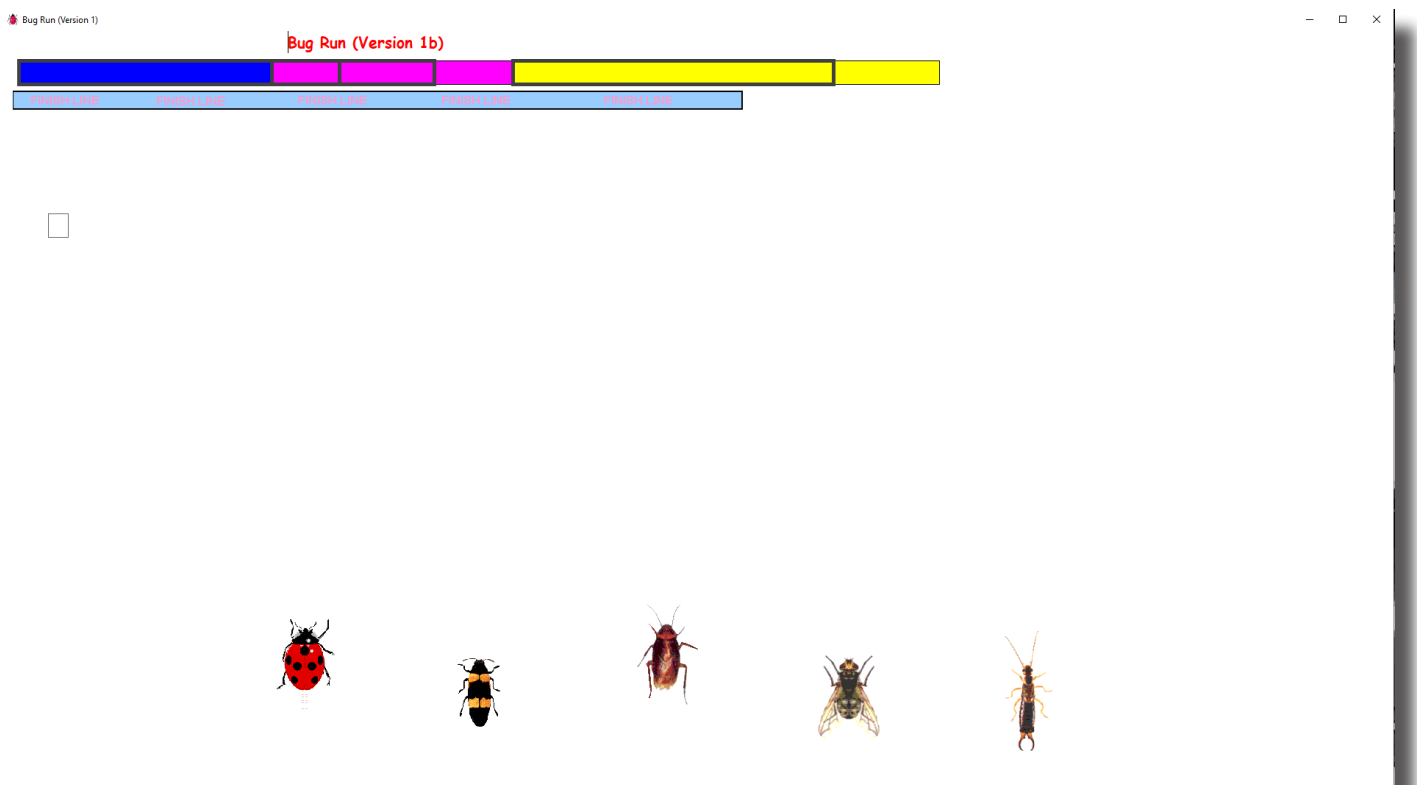 Bug Run (Version 1)
Bug Run (Version 1b)
FINISH LINE FINISH LINE FINISH LINE FINISH LINE FINISH LINE